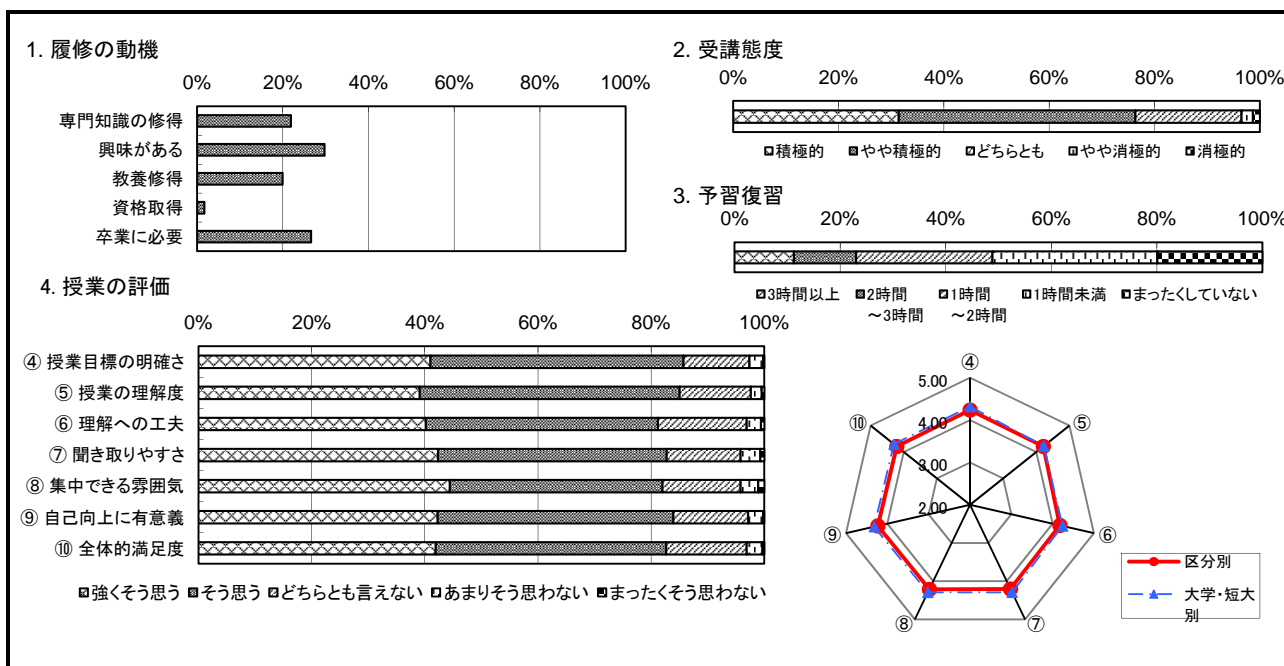 1. 履修の動機
0% 20% 40% 60% 80% 100%
専門知識の修得
興味がある
教養修得
資格取得
卒業に必要
2. 受講態度
0% 20% 40% 60% 80% 100%
積極的 やや積極的 どちらとも やや消極的 消極的
3. 予習復習
0% 20% 40% 60% 80% 100%
3時間以上 2時間 1時間 1時間未満 まったくしていない
～3時間 ～2時間
4. 授業の評価
0% 20% 40% 60% 80% 100%
④ 授業目標の明確さ
⑤ 授業の理解度
⑥ 理解への工夫
⑦ 聞き取りやすさ
⑧ 集中できる雰囲気
⑨ 自己向上に有意義
⑩ 全体的満足度
強くそう思う そう思う どちらとも言えない あまりそう思わない まったくそう思わない
5.00
4.00
3.00
2.00
④
⑤
⑥
⑦
⑧
⑨
⑩
区分別
大学・短大
別